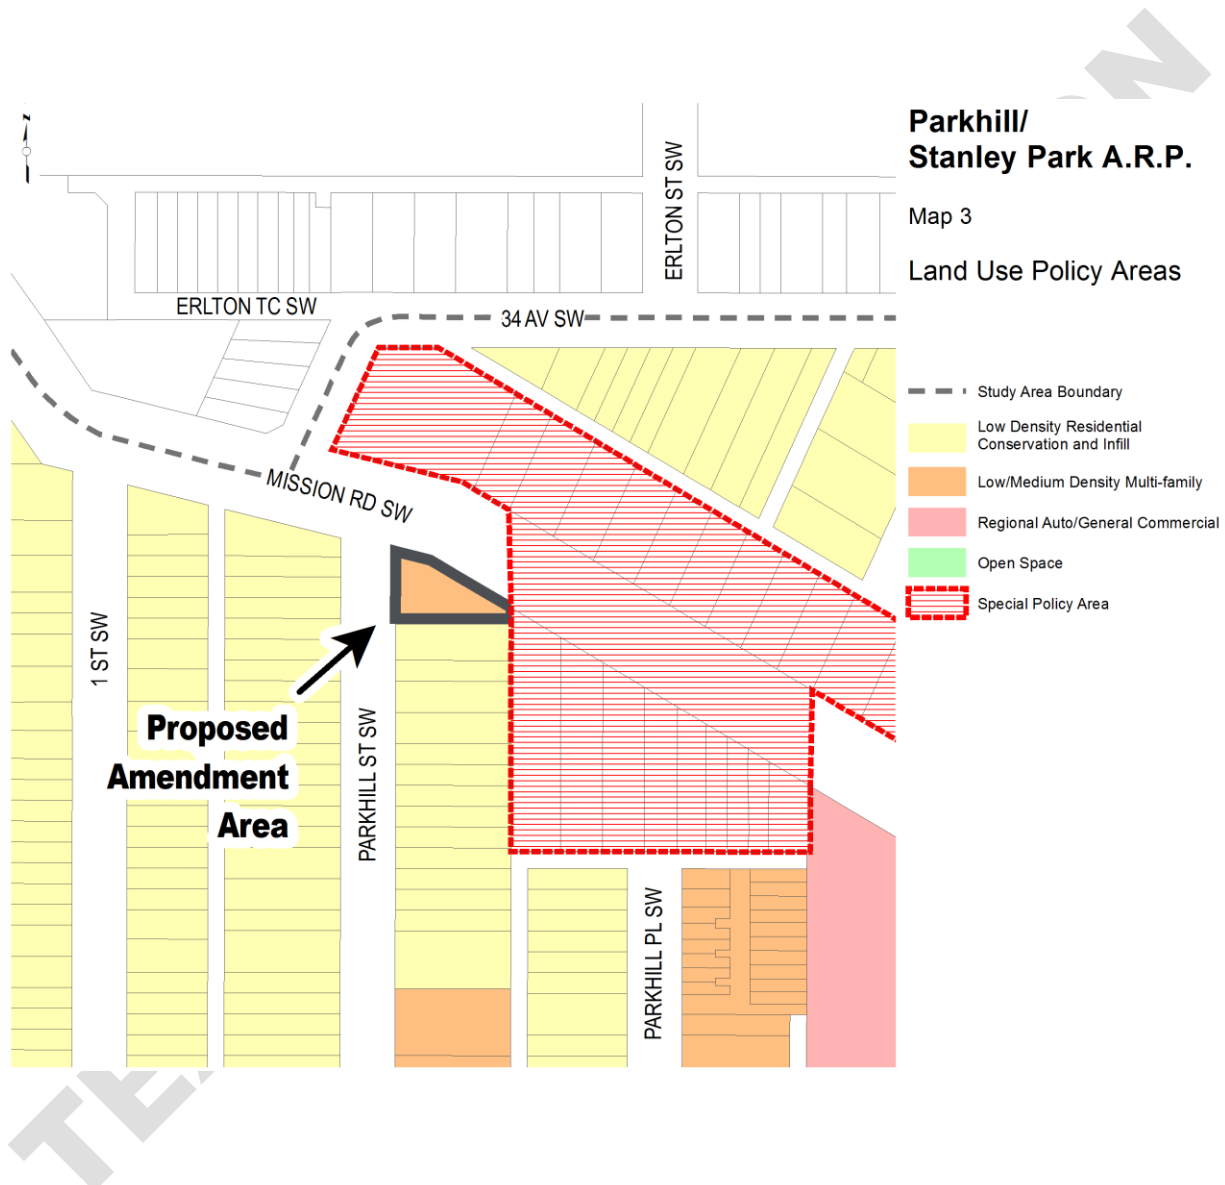 Parkhill/
Stanley Park A.R.P.
Map 3
Land Use Policy Areas
N
ERLTON ST SW
ERLTON TC SW
34 AV SW
MISSION RD SW
1 ST SW
PARKHILL ST SW
PARKHILL PL SW
Proposed
Amendment
Area
Study Area Boundary
Low Density Residential
Conservation and Infill
Low/Medium Density Multi-family
Regional Auto/General Commercial
Open Space
Special Policy Area